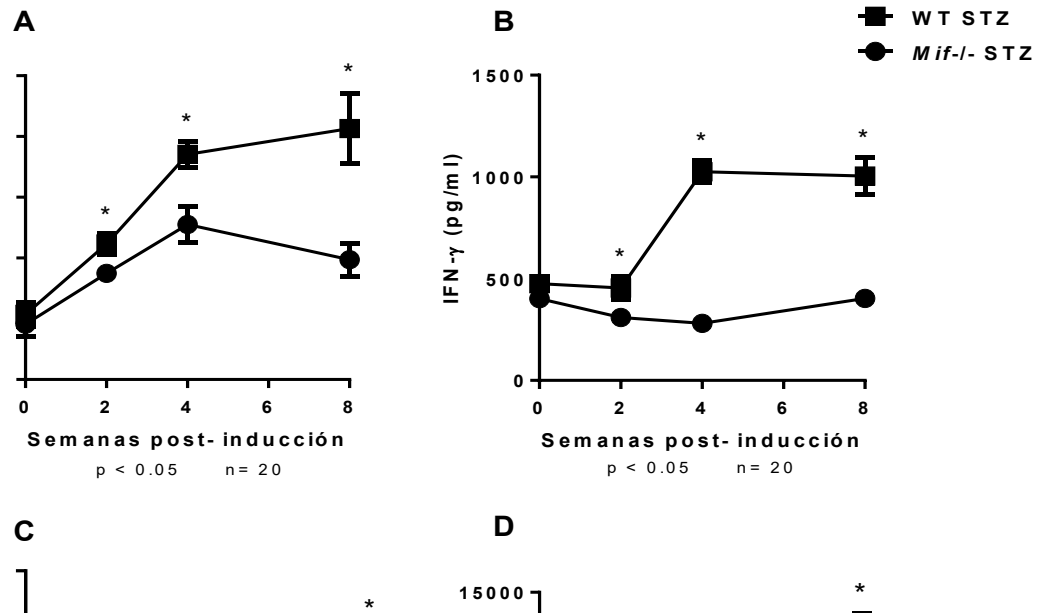 A
B
WT STZ
Mif-/- STZ
*
*
*
0
2
4
6
8
Semanas post-inducción
p < 0.05 n= 20
IFN-γ (pg/ml)
1500
1000
500
0
*
*
*
0
2
4
6
8
Semanas post-inducción
p < 0.05 n= 20
C
*
D
15000
*